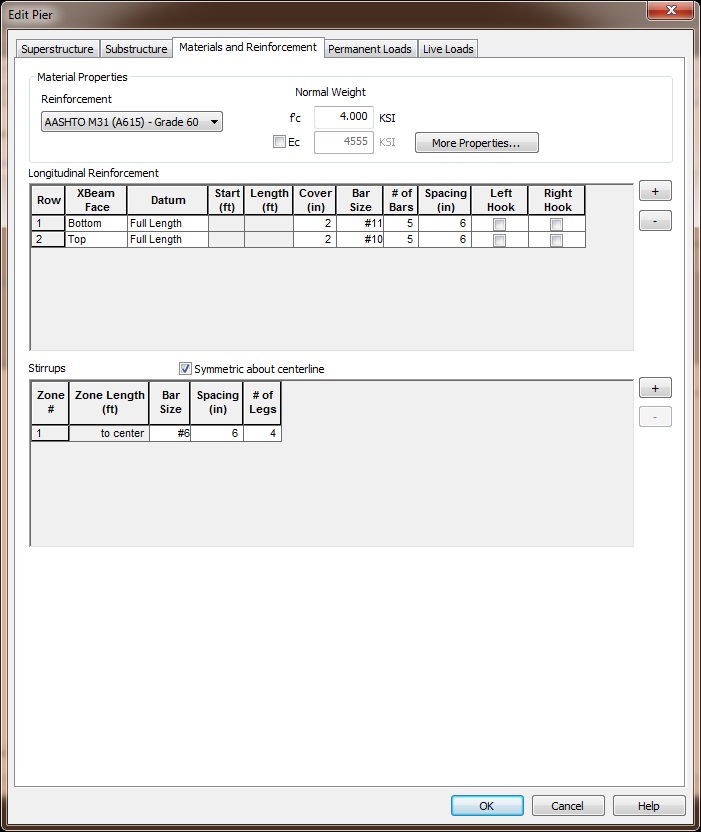 Edit Pier
Superstructure Substructure Materials and Reinforcement Permanent Loads Live Loads
Material Properties
Reinforcement
Normal Weight
AASHTO M31 (A615) - Grade 60
f'c 4.000 KSI
Ec 4555 KSI More Properties...
Longitudinal Reinforcement
Row XBeam Face Datum Start (ft) Length (ft) Cover (in) Bar Size # of Bars Spacing (in) Left Hook Right Hook
1 Bottom Full Length 2 #11 5 6
2 Top Full Length 2 #10 5 6
+
-
Stirrups Symmetric about centerline
Zone # Zone Length (ft) Bar Size Spacing (in) # of Legs
1 to center #6 6 4
+
-
OK Cancel Help